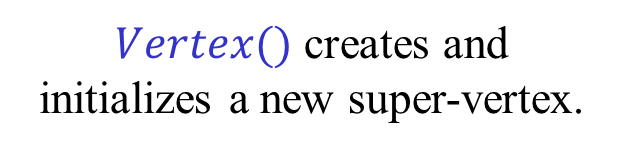 Vertex() creates and
initializes a new super-vertex.